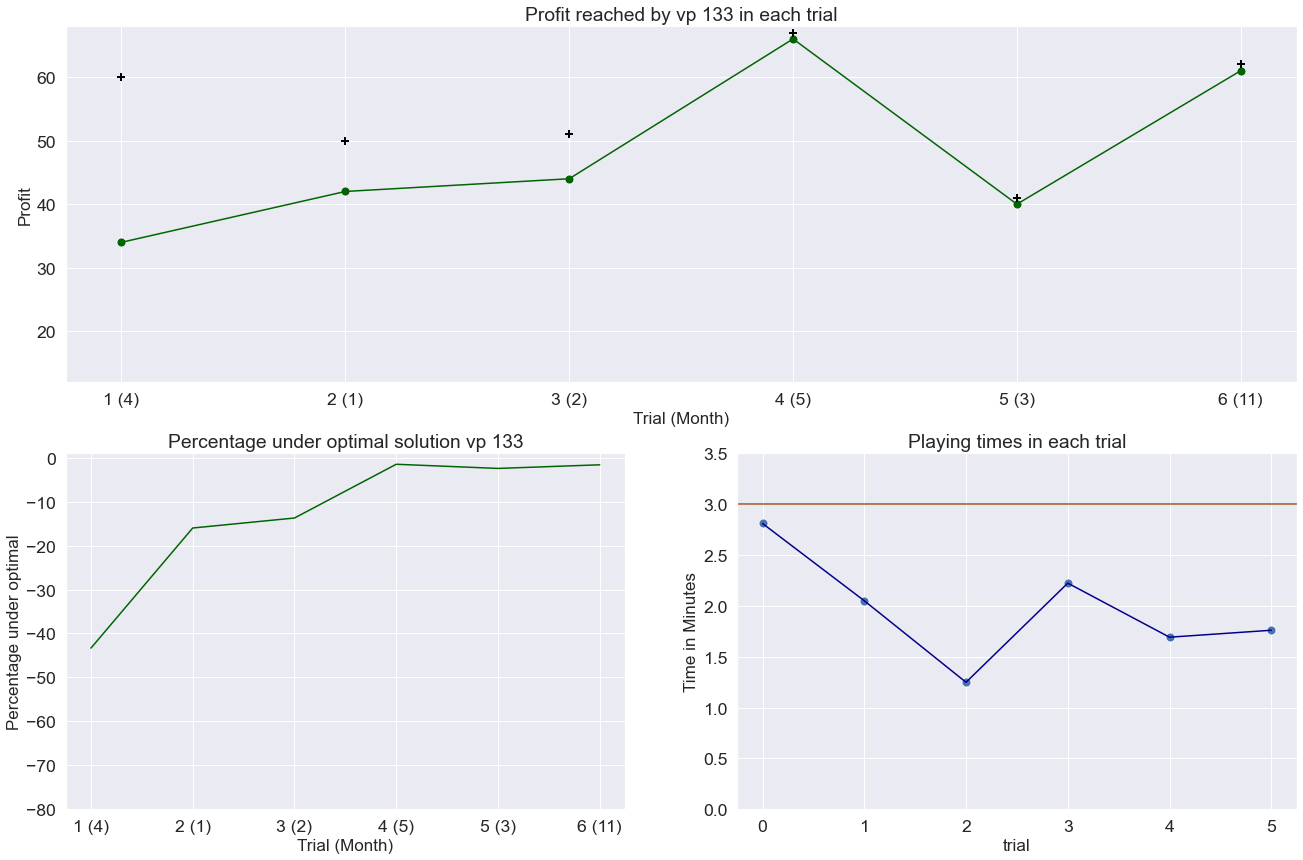 Profit reached by vp 133 in each trial
Profit
60
50
40
30
20
1 (4) 2 (1) 3 (2) 4 (5) 5 (3) 6 (11)
Trial (Month)
Percentage under optimal solution vp 133
Percentage under optimal
0
−10
−20
−30
−40
−50
−60
−70
−80
1 (4) 2 (1) 3 (2) 4 (5) 5 (3) 6 (11)
Trial (Month)
Playing times in each trial
Time in Minutes
3.5
3.0
2.5
2.0
1.5
1.0
0.5
0.0
0 1 2 3 4 5
trial